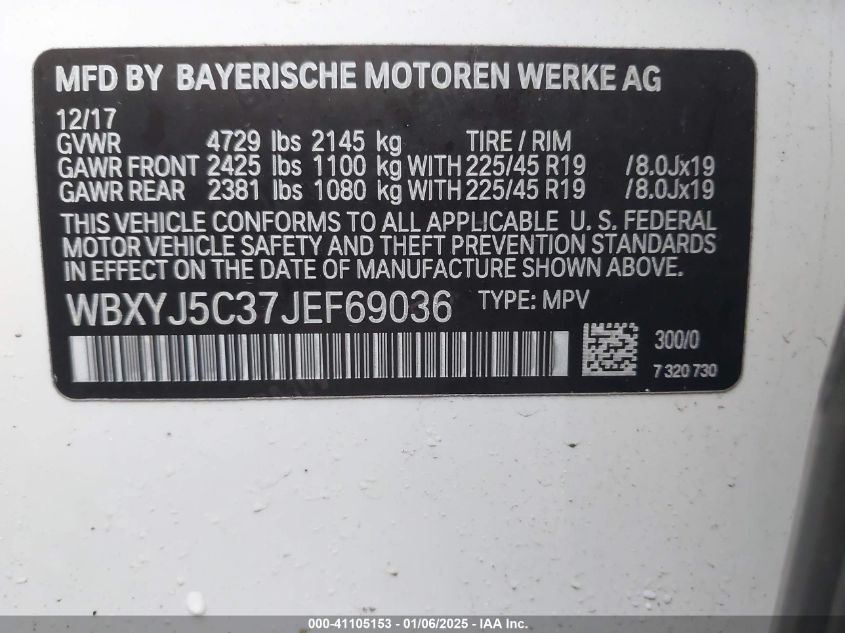 MFD BY BAYERISCHE MOTOREN WERKE AG
12/17
GVWR 4729 lbs 2145 kg TIRE / RIM
GAWR FRONT 2425 lbs 1100 kg WITH 225/45 R19 /8.0Jx19
GAWR REAR 2381 lbs 1080 kg WITH 225/45 R19 /8.0Jx19
THIS VEHICLE CONFORMS TO ALL APPLICABLE U. S. FEDERAL
MOTOR VEHICLE SAFETY AND THEFT PREVENTION STANDARDS
IN EFFECT ON THE DATE OF MANUFACTURE SHOWN ABOVE.
WBXYJ5C37JEF69036 TYPE: MPV
300/0
7 320 730
000-41105153 - 01/06/2025 - IAA Inc.